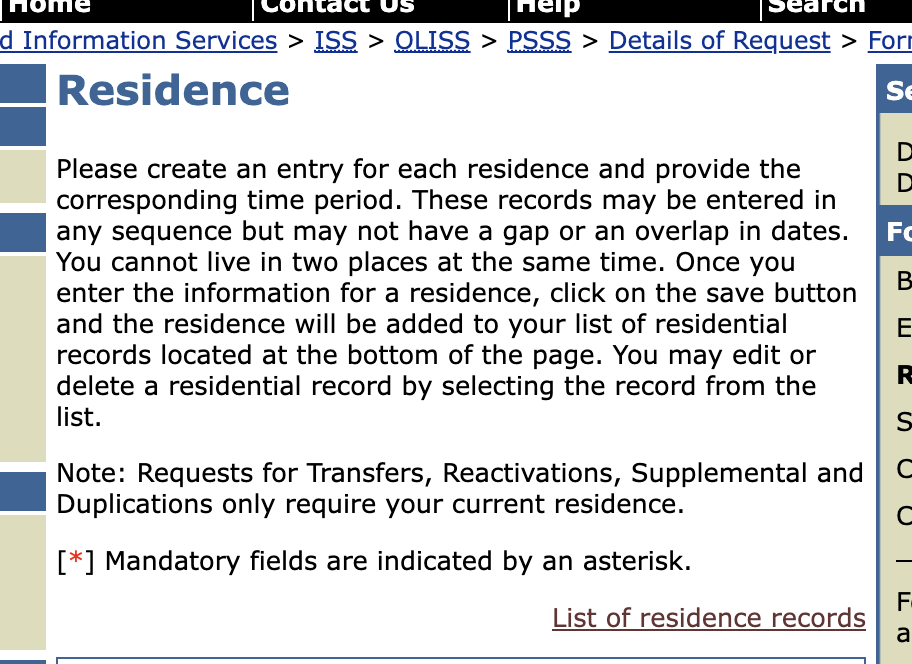 Home
Contact Us
Help
Search
Information Services > ISS > OLISS > PSSS > Details of Request >
Residence
Please create an entry for each residence and provide the
corresponding time period. These records may be entered in
any sequence but may not have a gap or an overlap in dates.
You cannot live in two places at the same time. Once you
enter the information for a residence, click on the save button
and the residence will be added to your list of residential
records located at the bottom of the page. You may edit or
delete a residential record by selecting the record from the
list.
Note: Requests for Transfers, Reactivations, Supplemental and
Duplications only require your current residence.
[*] Mandatory fields are indicated by an asterisk.
List of residence records